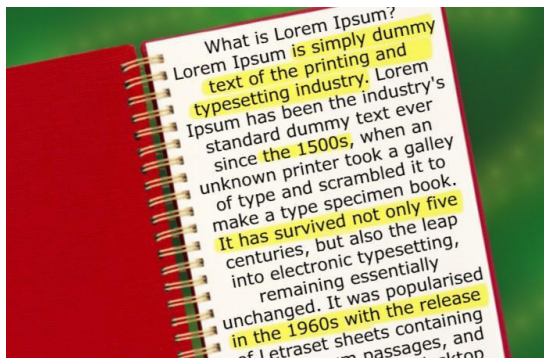 What is Lorem Ipsum?
Lorem Ipsum is simply dummy
text of the printing and
typesetting industry. Lorem
Ipsum has been the industry's
standard dummy text ever
since the 1500s, when an
unknown printer took a galley
of type and scrambled it to
make a type specimen book.
It has survived not only five
centuries, but also the leap
into electronic typesetting,
remaining essentially
unchanged. It was popularised
in the 1960s with the release
of Letraset sheets containing
passages, and